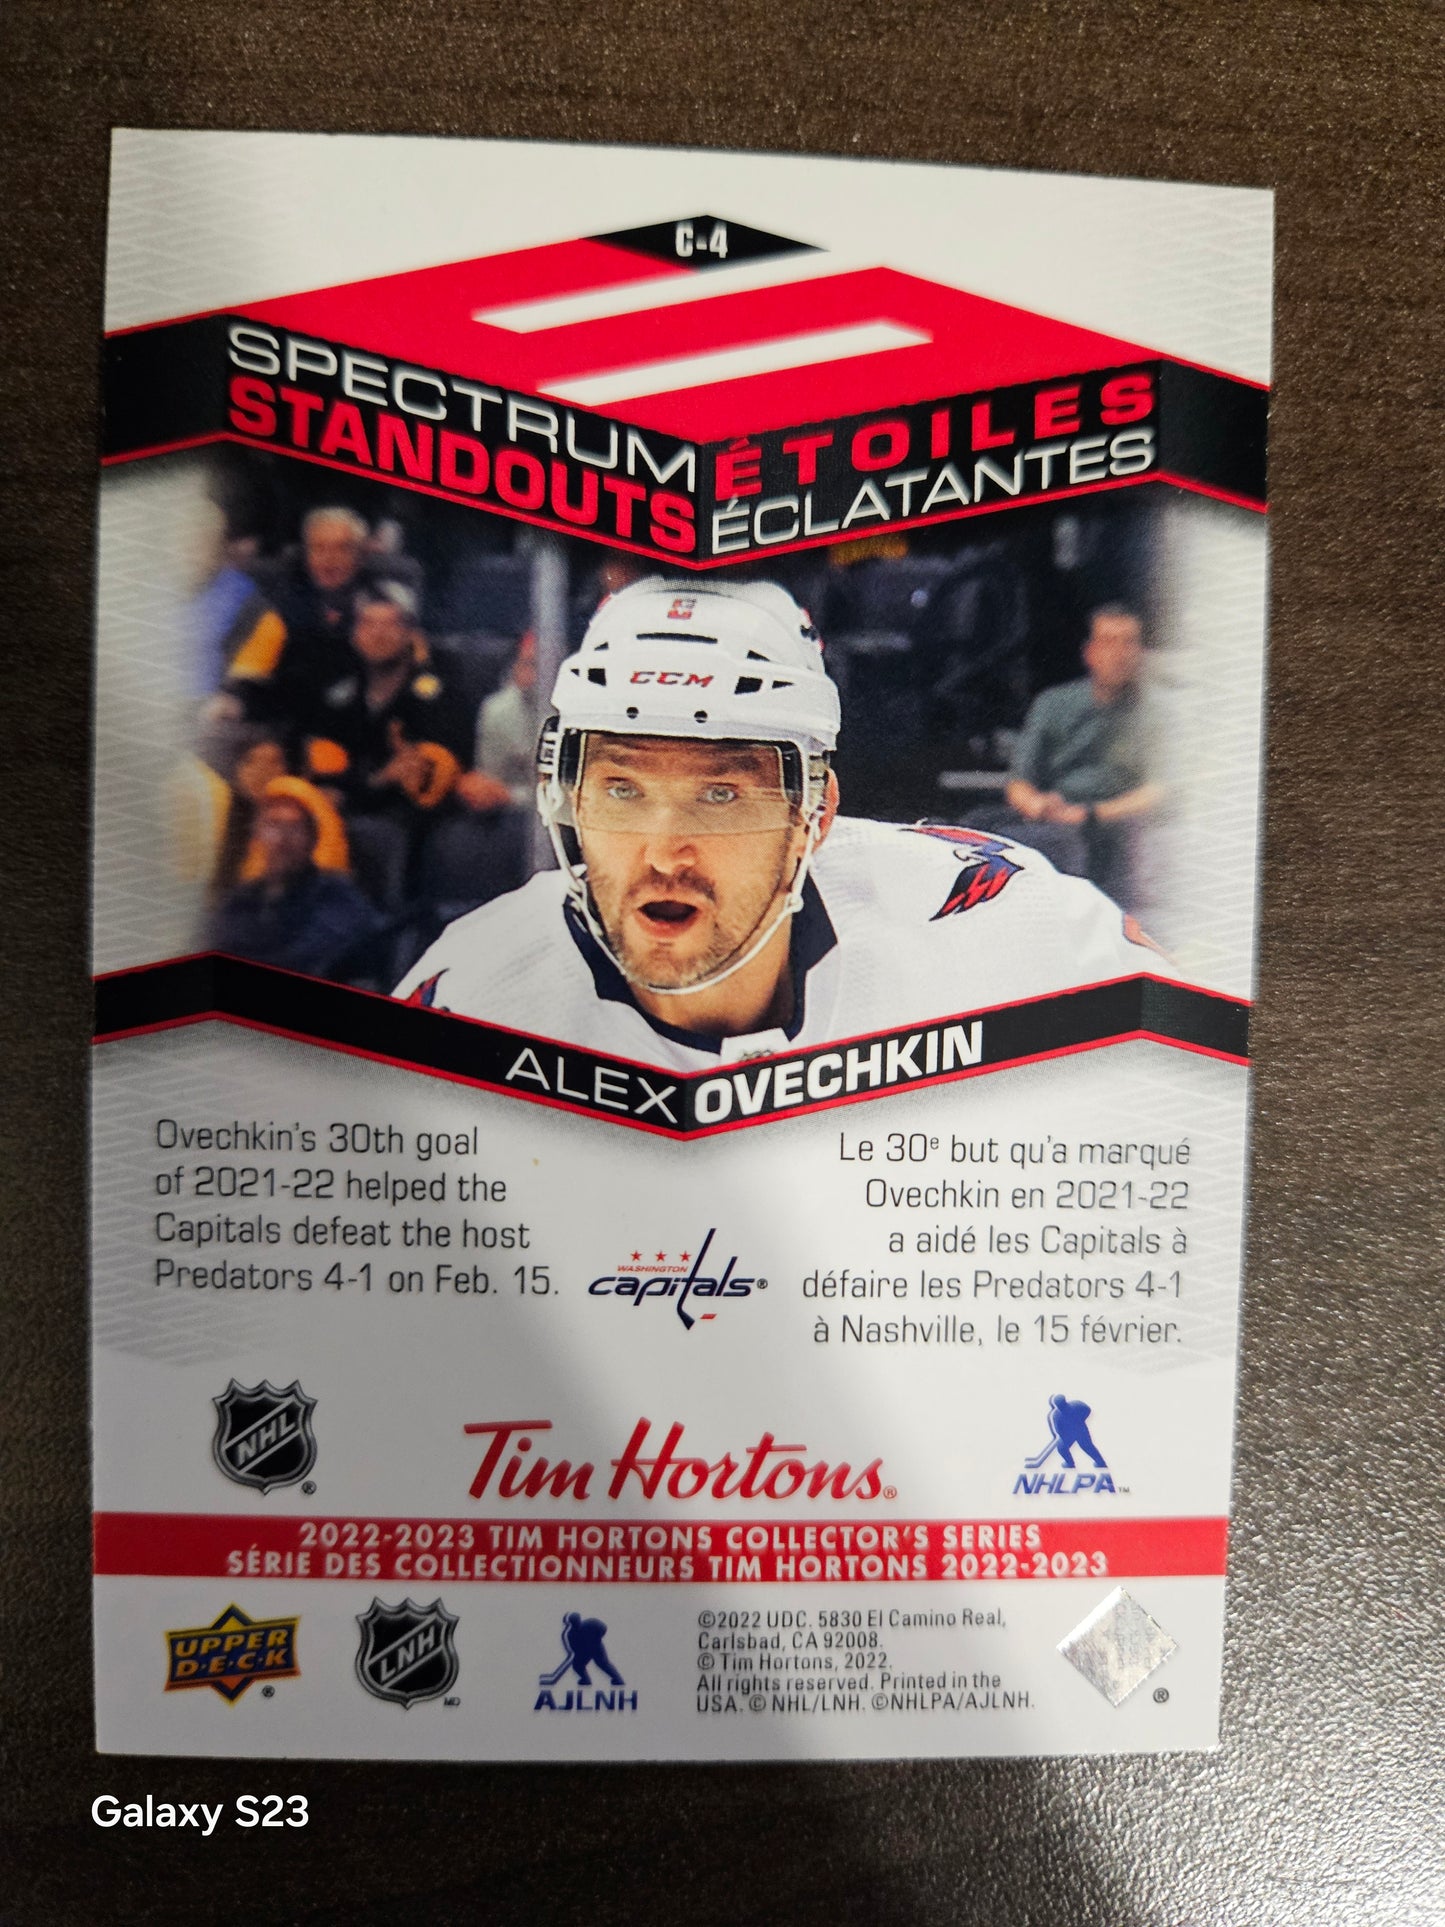 C-4
SPECTRUM
STANDOUTS
ÉTOILES
ÉCLATANTES
CCM
ALEX OVECHKIN
Ovechkin's 30th goal
of 2021-22 helped the
Capitals defeat the host
Predators 4-1 on Feb. 15.
WASHINGTON
capitals®
Le 30e but qu'a marqué
Ovechkin en 2021-22
a aidé les Capitals à
défaire les Predators 4-1
à Nashville, le 15 février.
NHL®
Tim Hortons®
NHLPA™
2022-2023 TIM HORTONS COLLECTOR'S SERIES
SÉRIE DES COLLECTIONNEURS TIM HORTONS 2022-2023
UPPER
DECK®
LNH MD
AJLNH
©2022 UDC. 5830 El Camino Real,
Carlsbad, CA 92008.
© Tim Hortons, 2022.
All rights reserved. Printed in the
USA. © NHL/LNH. ©NHLPA/AJLNH.
®
Galaxy S23